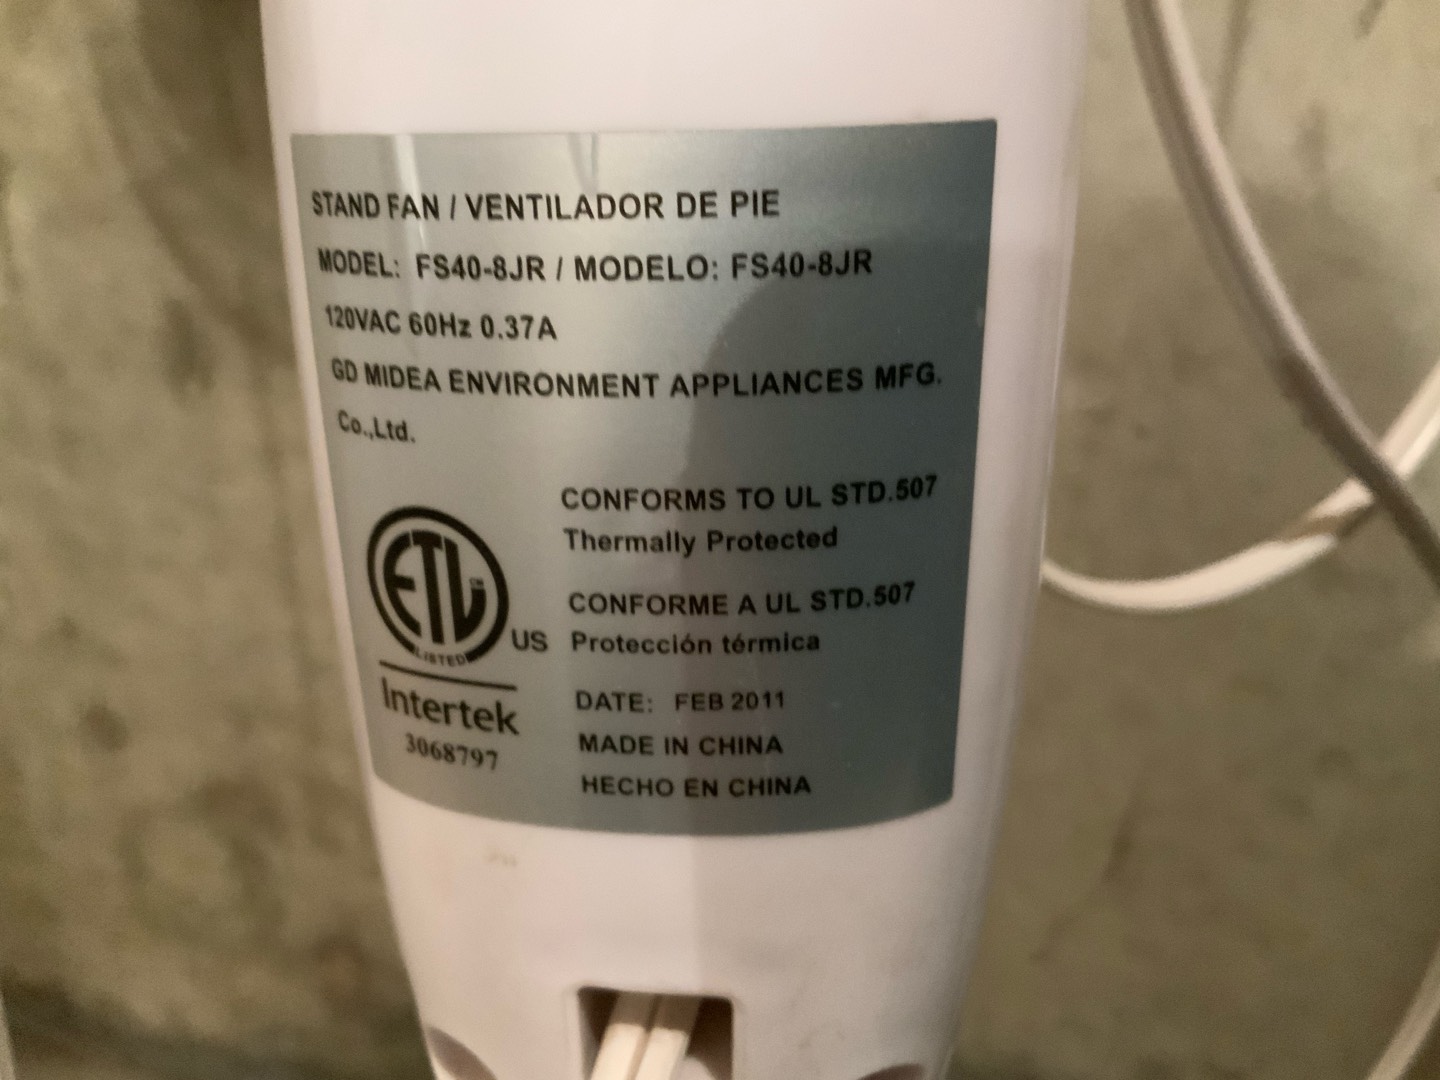 STAND FAN / VENTILADOR DE PIE
MODEL: FS40-8JR / MODELO: FS40-8JR
120VAC 60Hz 0.37A
GD MIDEA ENVIRONMENT APPLIANCES MFG.
Co.,Ltd.
CONFORMS TO UL STD.507
Thermally Protected
CONFORME A UL STD.507
Protección térmica
ETL CM
LISTED
US
Intertek
3068797
DATE: FEB 2011
MADE IN CHINA
HECHO EN CHINA